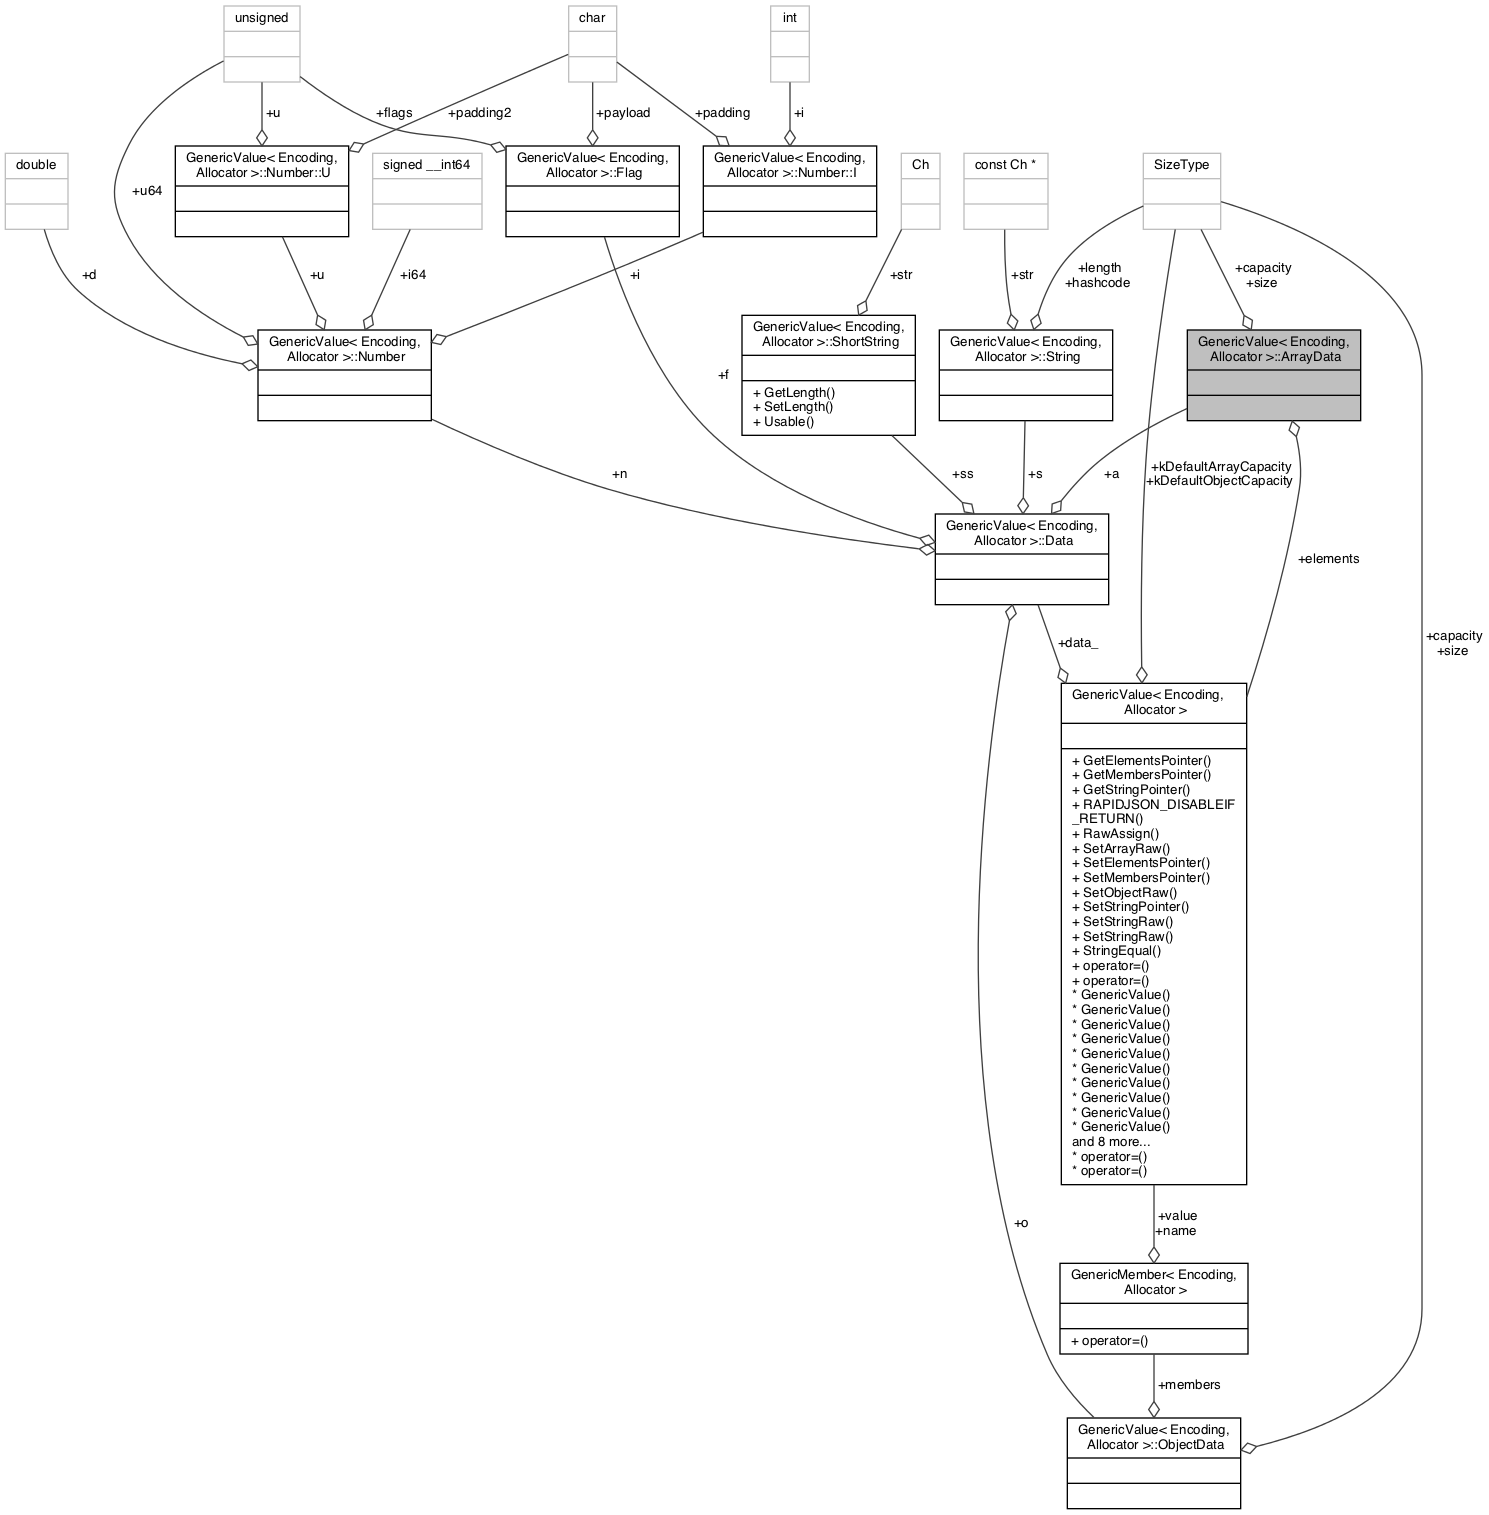 unsigned
char
int
+u
+flags
+padding2
+payload
+padding
+i
double
GenericValue< Encoding,
Allocator >::Number::U
signed __int64
GenericValue< Encoding,
Allocator >::Flag
GenericValue< Encoding,
Allocator >::Number::I
Ch
const Ch *
SizeType
+u64
+d
+u
+i64
+i
+str
+str
+length
+hashcode
+capacity
+size
GenericValue< Encoding,
Allocator >::Number
GenericValue< Encoding,
Allocator >::ShortString
+ GetLength()
+ SetLength()
+ Usable()
GenericValue< Encoding,
Allocator >::String
GenericValue< Encoding,
Allocator >::ArrayData
+f
+n
+ss
+s
+a
+kDefaultArrayCapacity
+kDefaultObjectCapacity
GenericValue< Encoding,
Allocator >::Data
+elements
+data_
+capacity
+size
GenericValue< Encoding,
Allocator >
+ GetElementsPointer()
+ GetMembersPointer()
+ GetStringPointer()
+ RAPIDJSON_DISABLEIF
_RETURN()
+ RawAssign()
+ SetArrayRaw()
+ SetElementsPointer()
+ SetMembersPointer()
+ SetObjectRaw()
+ SetStringPointer()
+ SetStringRaw()
+ SetStringRaw()
+ StringEqual()
+ operator=()
+ operator=()
* GenericValue()
* GenericValue()
* GenericValue()
* GenericValue()
* GenericValue()
* GenericValue()
* GenericValue()
* GenericValue()
* GenericValue()
* GenericValue()
and 8 more...
* operator=()
* operator=()
+o
+value
+name
GenericMember< Encoding,
Allocator >
+ operator=()
+members
GenericValue< Encoding,
Allocator >::ObjectData